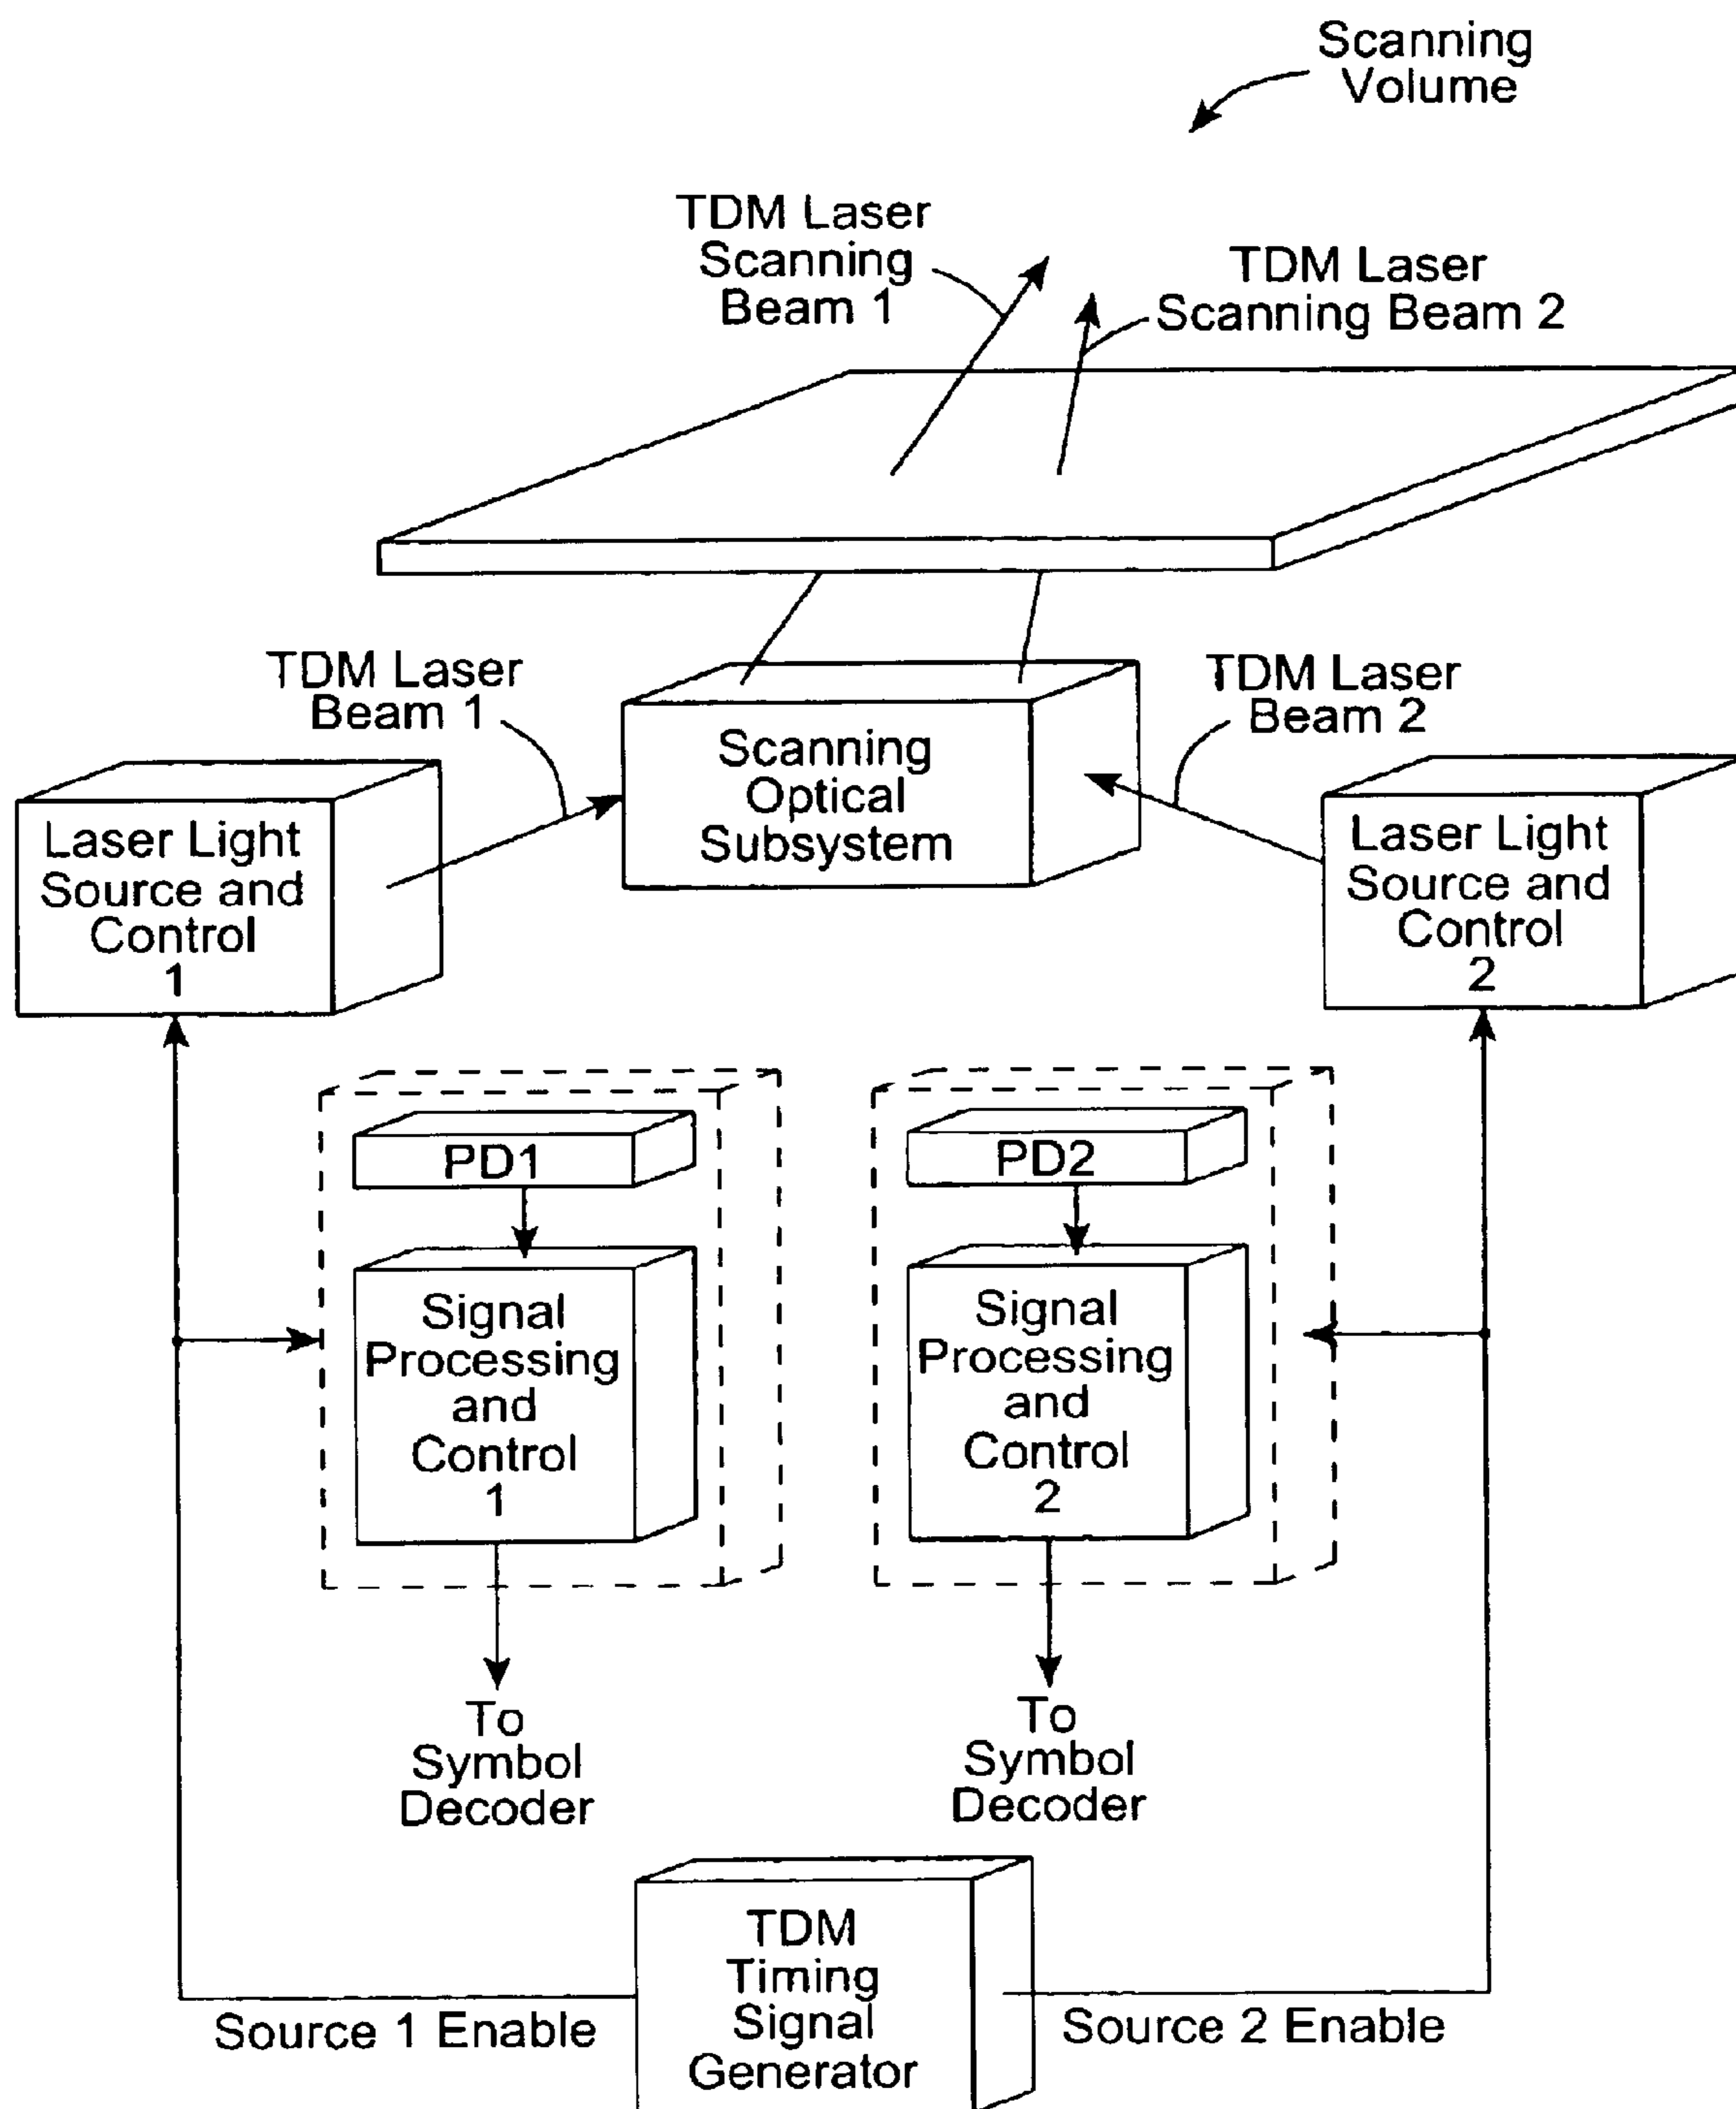 Scanning
Volume
TDM Laser
Scanning
Beam 1
TDM Laser
Scanning Beam 2
TDM Laser
Beam 1
TDM Laser
Beam 2
Scanning
Optical
Subsystem
Laser Light
Source and
Control
1
Laser Light
Source and
Control
2
PD1
PD2
Signal
Processing
and
Control
1
Signal
Processing
and
Control
2
To
Symbol
Decoder
To
Symbol
Decoder
TDM
Timing
Signal
Generator
Source 1 Enable
Source 2 Enable